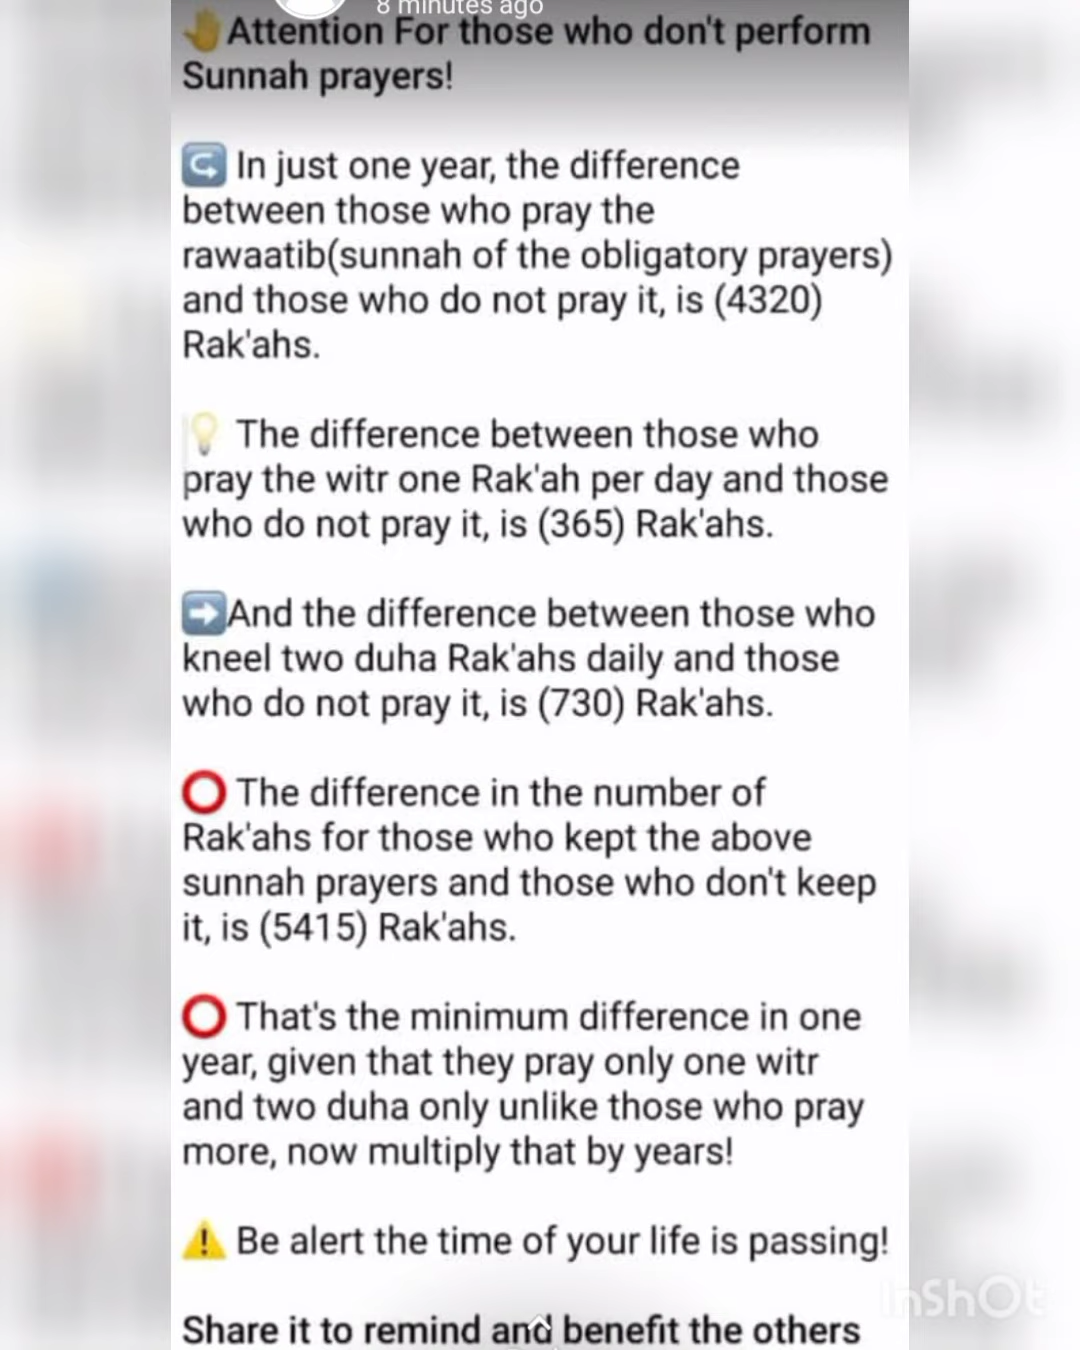 8 minutes ago
🤚Attention For those who don't perform
Sunnah prayers!
↪️ In just one year, the difference
between those who pray the
rawaatib(sunnah of the obligatory prayers)
and those who do not pray it, is (4320)
Rak'ahs.
💡 The difference between those who
pray the witr one Rak'ah per day and those
who do not pray it, is (365) Rak'ahs.
➡️And the difference between those who
kneel two duha Rak'ahs daily and those
who do not pray it, is (730) Rak'ahs.
⭕ The difference in the number of
Rak'ahs for those who kept the above
sunnah prayers and those who don't keep
it, is (5415) Rak'ahs.
⭕ That's the minimum difference in one
year, given that they pray only one witr
and two duha only unlike those who pray
more, now multiply that by years!
⚠️ Be alert the time of your life is passing!
InShOt
Share it to remind and benefit the others